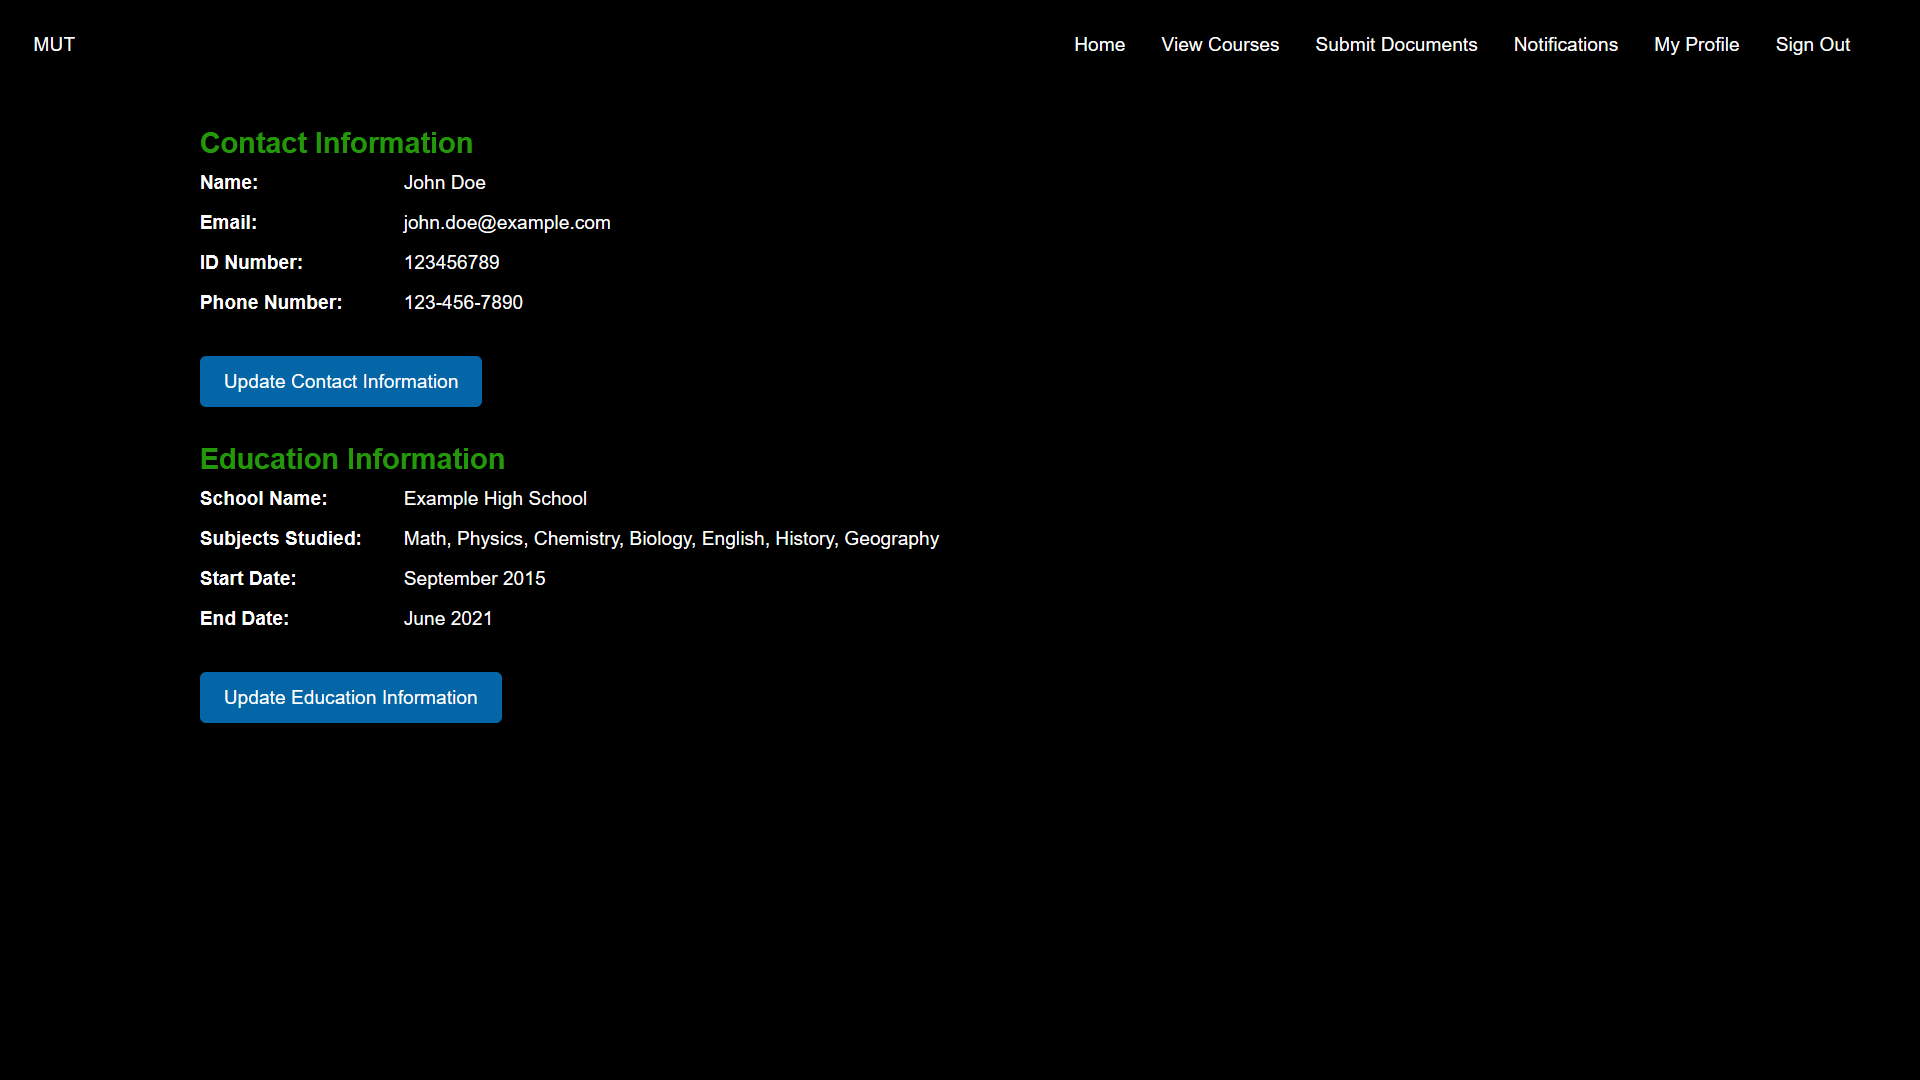 MUT Home View Courses Submit Documents Notifications My Profile Sign Out
Contact Information
Name: John Doe
Email: john.doe@example.com
ID Number: 123456789
Phone Number: 123-456-7890
Update Contact Information
Education Information
School Name: Example High School
Subjects Studied: Math, Physics, Chemistry, Biology, English, History, Geography
Start Date: September 2015
End Date: June 2021
Update Education Information